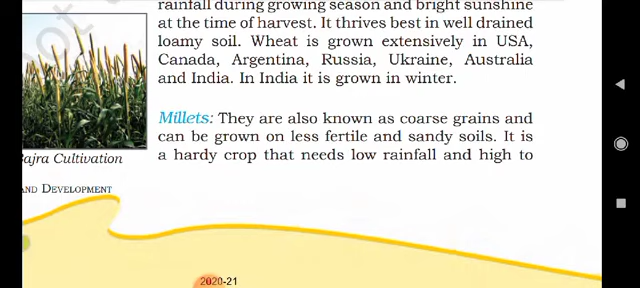 rainfall during growing season and bright sunshine
at the time of harvest. It thrives best in well drained
loamy soil. Wheat is grown extensively in USA,
Canada, Argentina, Russia, Ukraine, Australia
and India. In India it is grown in winter.
Millets: They are also known as coarse grains and
can be grown on less fertile and sandy soils. It is
a hardy crop that needs low rainfall and high to
ajra Cultivation
AND DEVELOPMENT
2020-21